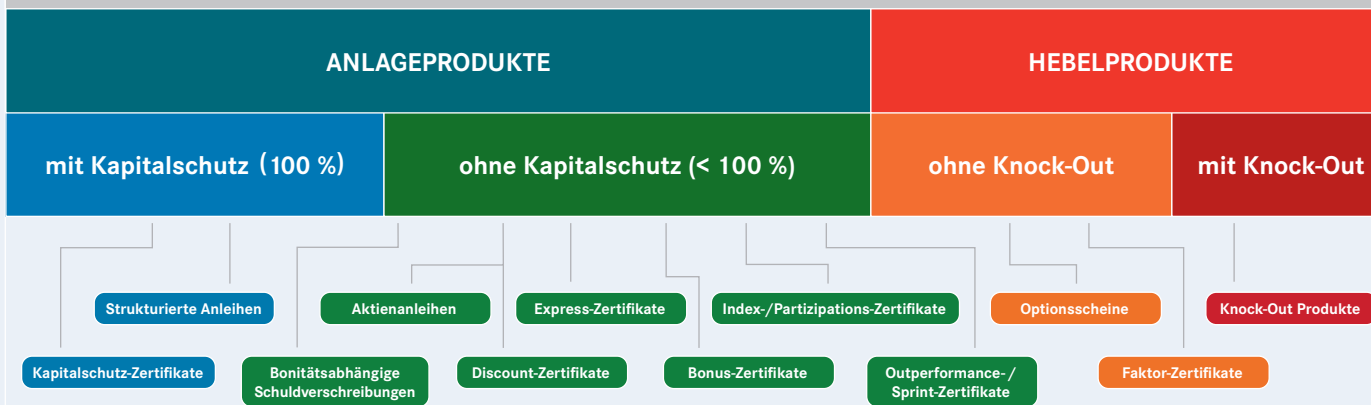 ANLAGEPRODUKTE
HEBELPRODUKTE
mit Kapitalschutz (100 %)
ohne Kapitalschutz (< 100 %)
ohne Knock-Out
mit Knock-Out
Strukturierte Anleihen
Aktienanleihen
Express-Zertifikate
Index-/Partizipations-Zertifikate
Optionsscheine
Knock-Out Produkte
Kapitalschutz-Zertifikate
Bonitätsabhängige
Schuldverschreibungen
Discount-Zertifikate
Bonus-Zertifikate
Outperformance-/
Sprint-Zertifikate
Faktor-Zertifikate